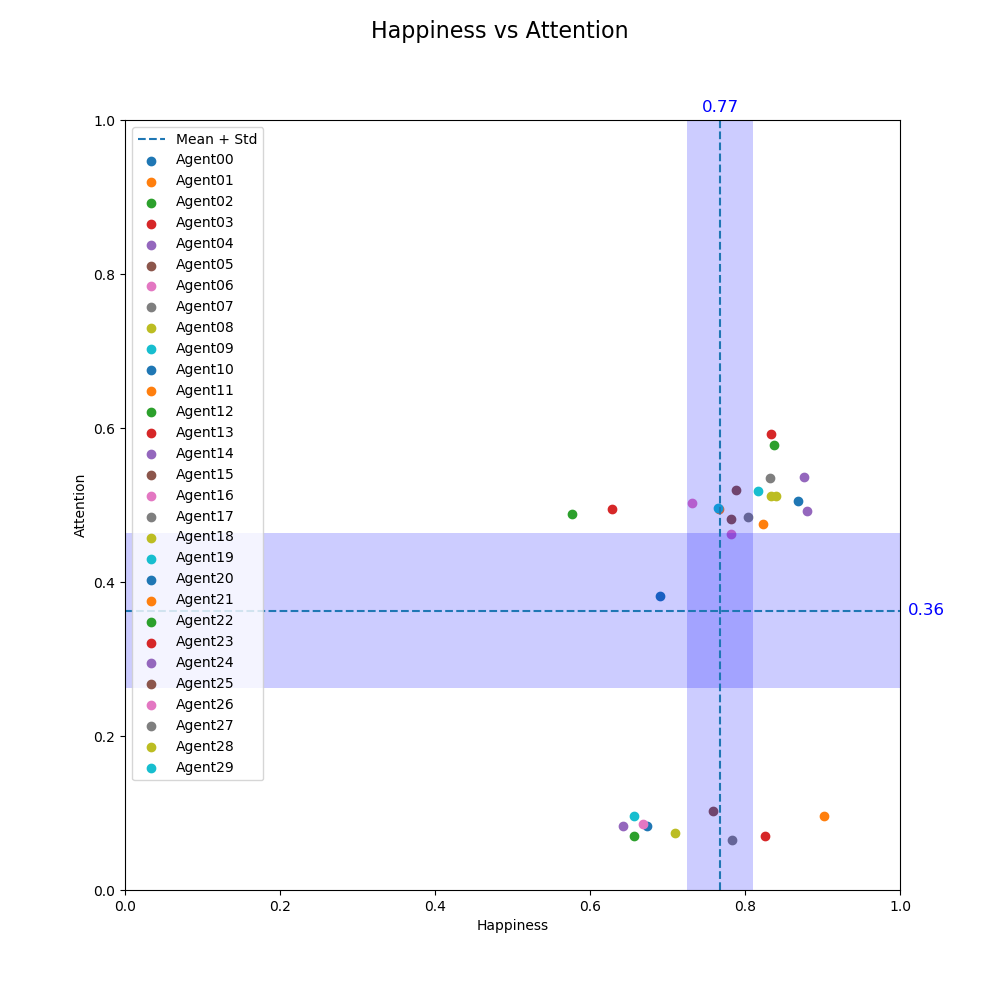 Happiness vs Attention
0.77
1.0
0.8
0.6
0.4
0.2
0.0
Attention
Mean + Std
Agent00
Agent01
Agent02
Agent03
Agent04
Agent05
Agent06
Agent07
Agent08
Agent09
Agent10
Agent11
Agent12
Agent13
Agent14
Agent15
Agent16
Agent17
Agent18
Agent19
Agent20
Agent21
Agent22
Agent23
Agent24
Agent25
Agent26
Agent27
Agent28
Agent29
0.36
0.0 0.2 0.4 0.6 0.8 1.0
Happiness